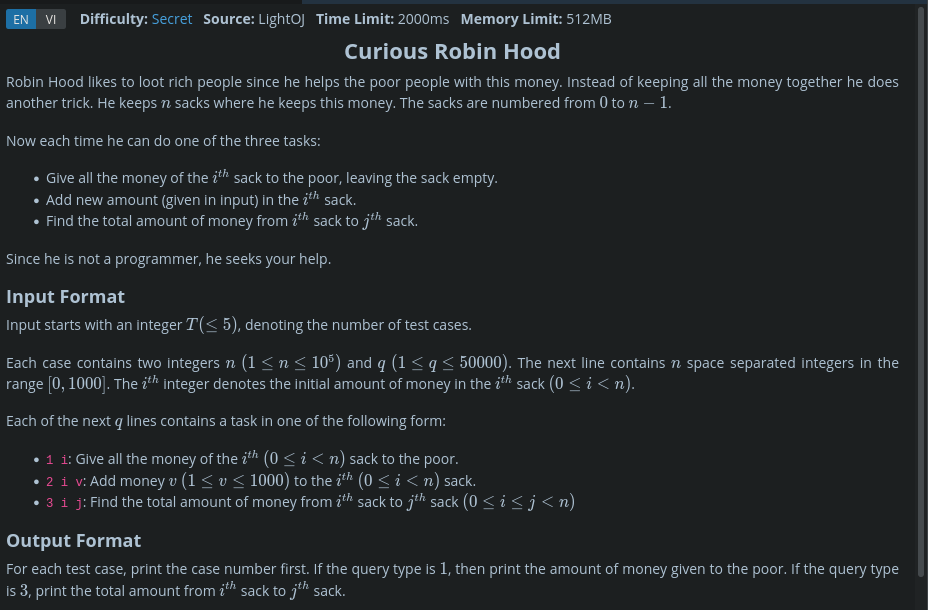 EN VI Difficulty: Secret Source: LightOJ Time Limit: 2000ms Memory Limit: 512MB
Curious Robin Hood
Robin Hood likes to loot rich people since he helps the poor people with this money. Instead of keeping all the money together he does
another trick. He keeps n sacks where he keeps this money. The sacks are numbered from 0 to n − 1.
Now each time he can do one of the three tasks:
• Give all the money of the i^th sack to the poor, leaving the sack empty.
• Add new amount (given in input) in the i^th sack.
• Find the total amount of money from i^th sack to j^th sack.
Since he is not a programmer, he seeks your help.
Input Format
Input starts with an integer T(≤ 5), denoting the number of test cases.
Each case contains two integers n (1 ≤ n ≤ 10^5) and q (1 ≤ q ≤ 50000). The next line contains n space separated integers in the
range [0, 1000]. The i^th integer denotes the initial amount of money in the i^th sack (0 ≤ i < n).
Each of the next q lines contains a task in one of the following form:
• 1 i: Give all the money of the i^th (0 ≤ i < n) sack to the poor.
• 2 i v: Add money v (1 ≤ v ≤ 1000) to the i^th (0 ≤ i < n) sack.
• 3 i j: Find the total amount of money from i^th sack to j^th sack (0 ≤ i ≤ j < n)
Output Format
For each test case, print the case number first. If the query type is 1, then print the amount of money given to the poor. If the query type
is 3, print the total amount from i^th sack to j^th sack.